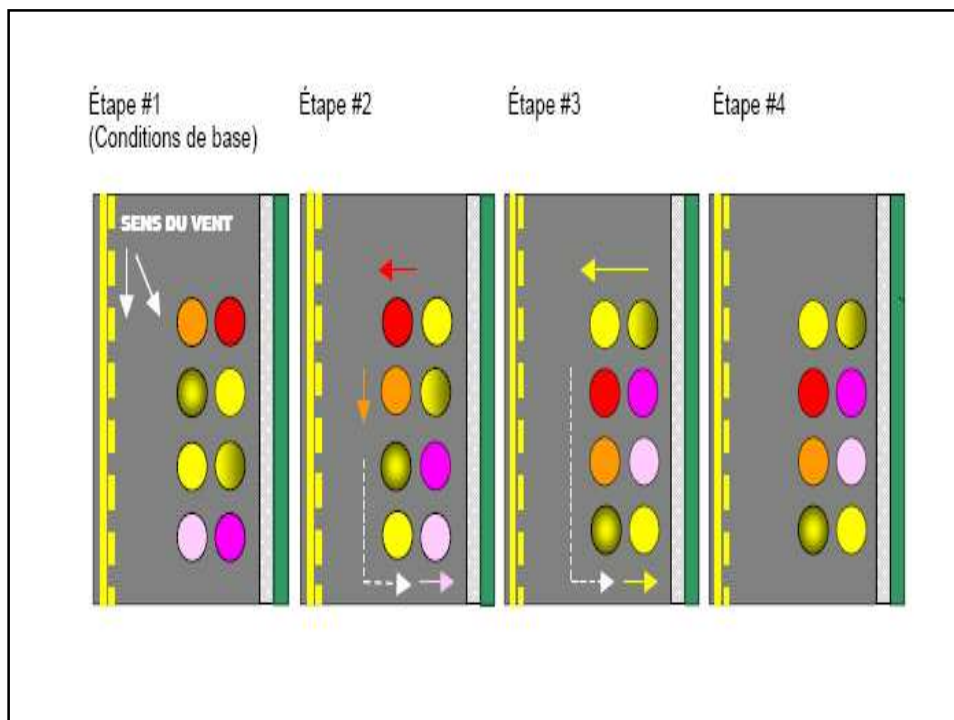 Étape #1
(Conditions de base)
Étape #2
Étape #3
Étape #4
SENS DU VENT